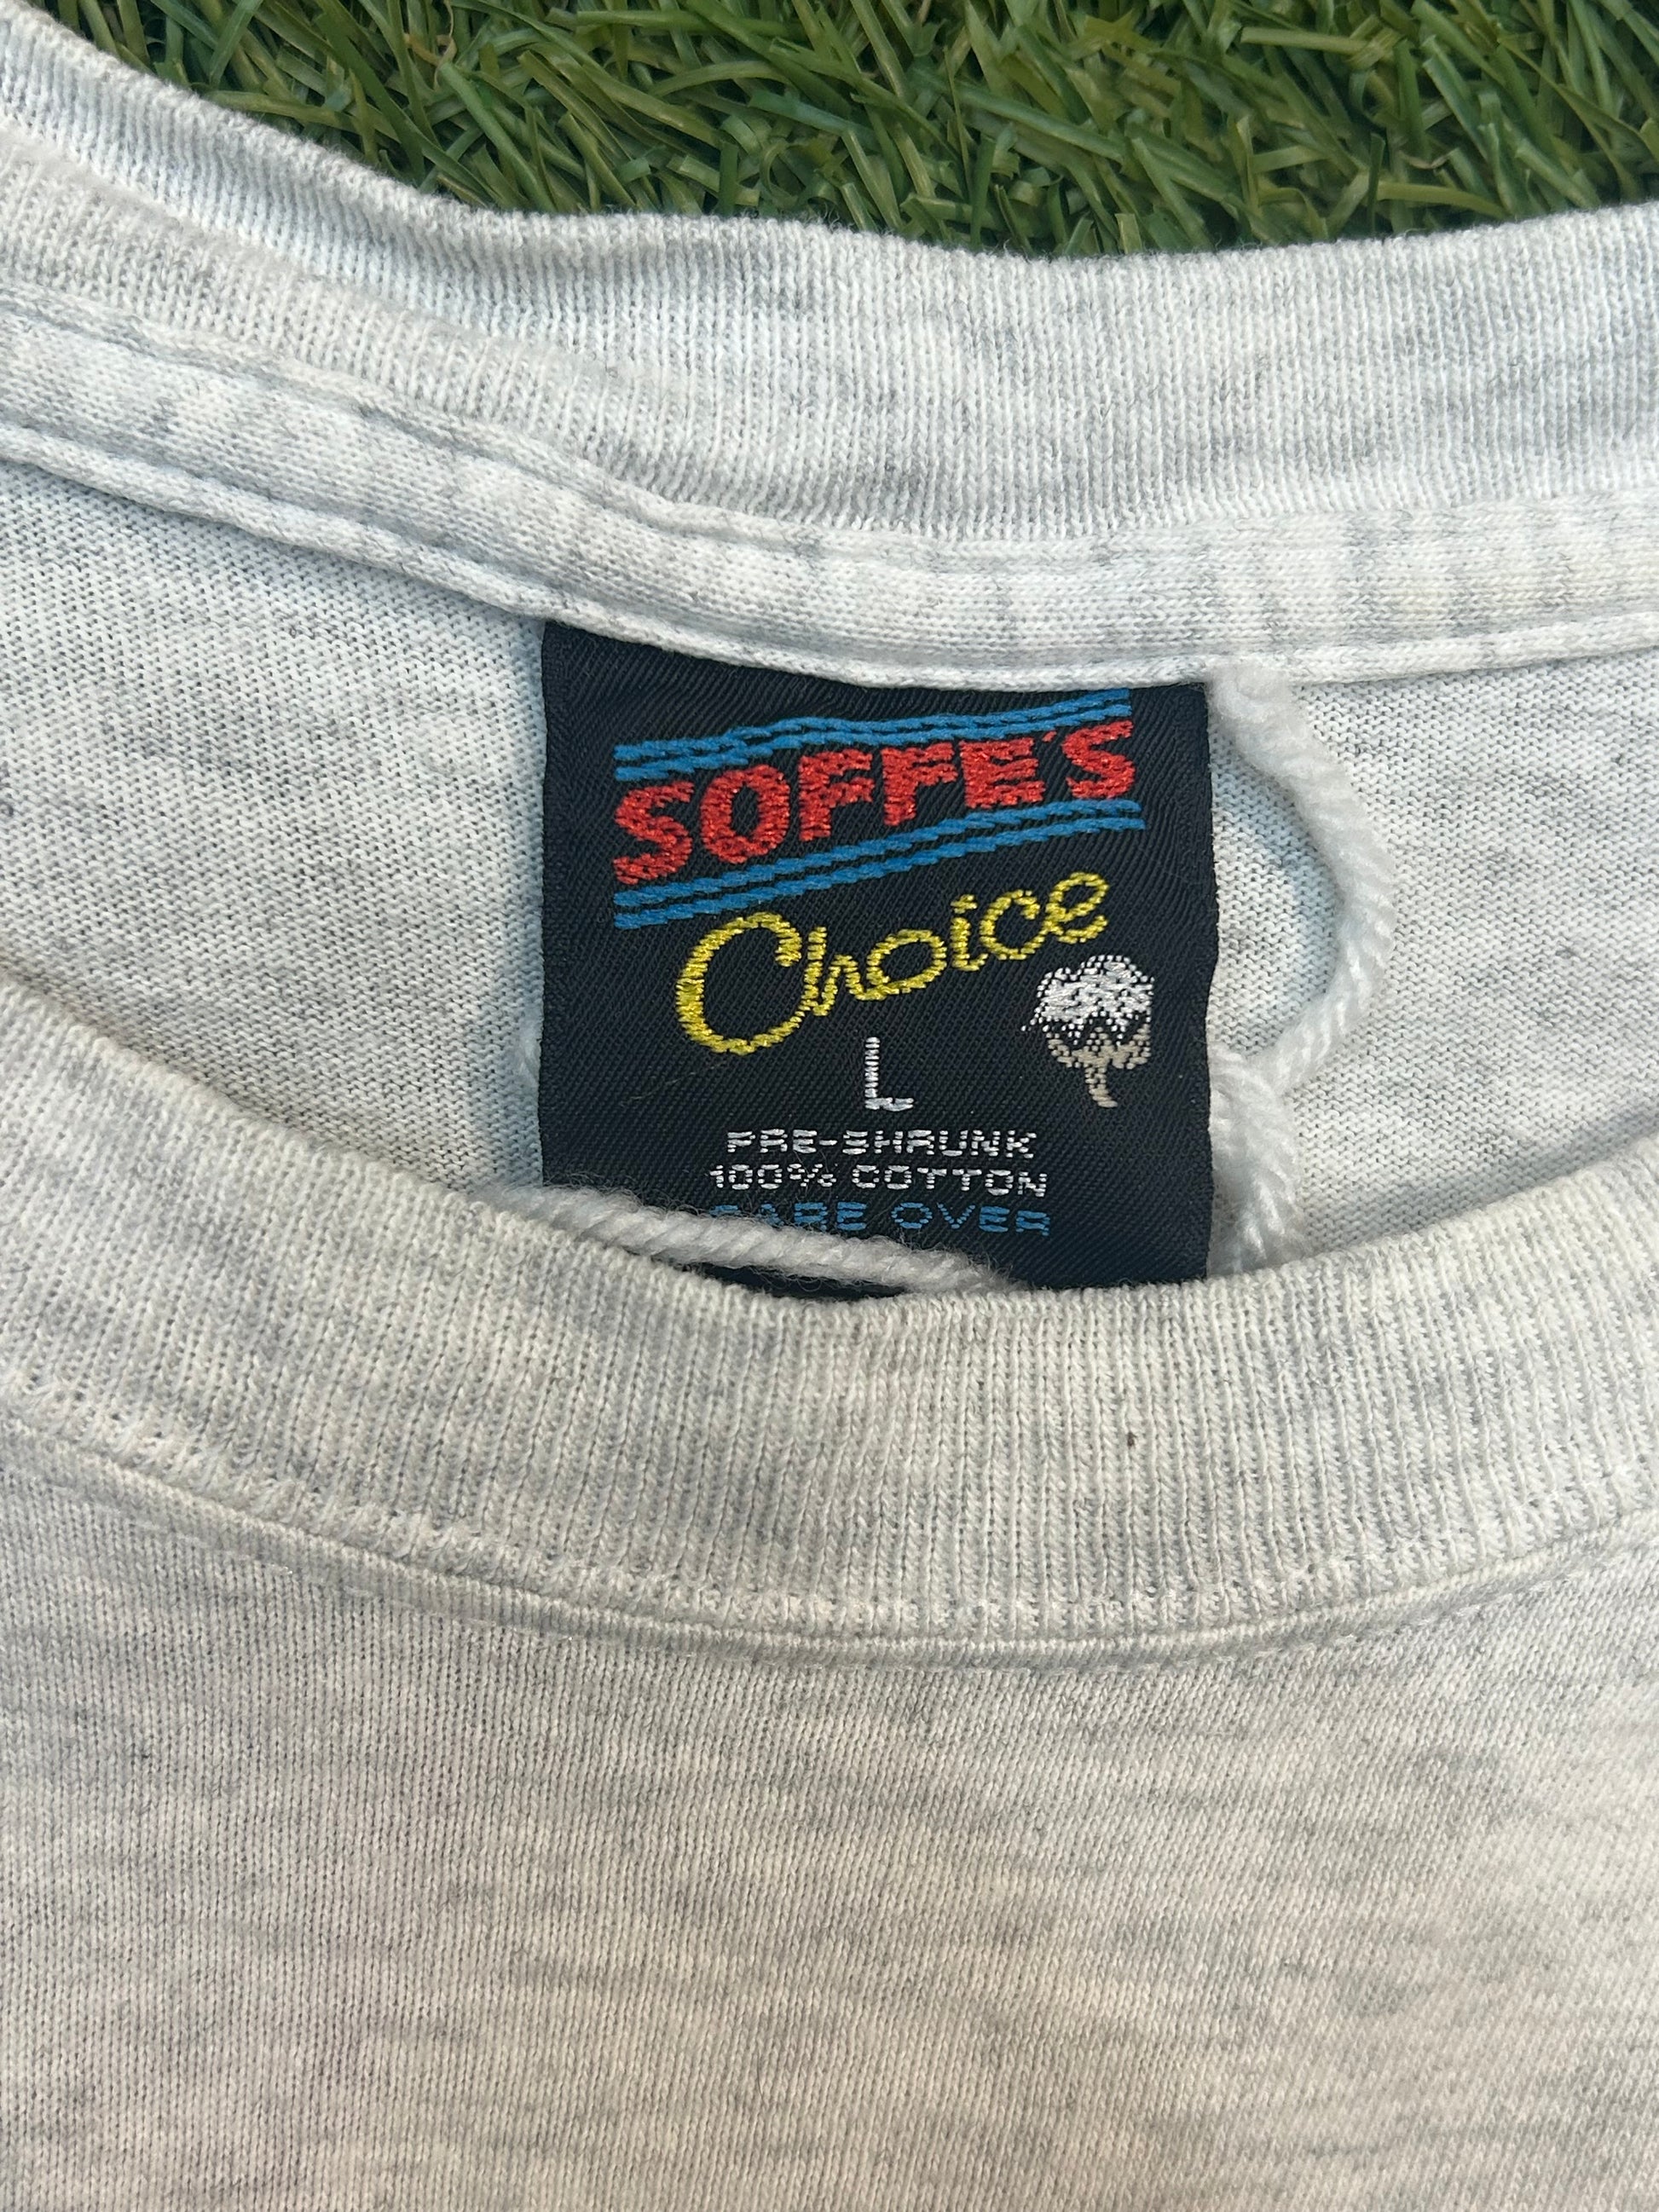 SOFFE'S
Choice
L
PRE-SHRUNK
100% COTTON
CARE OVER